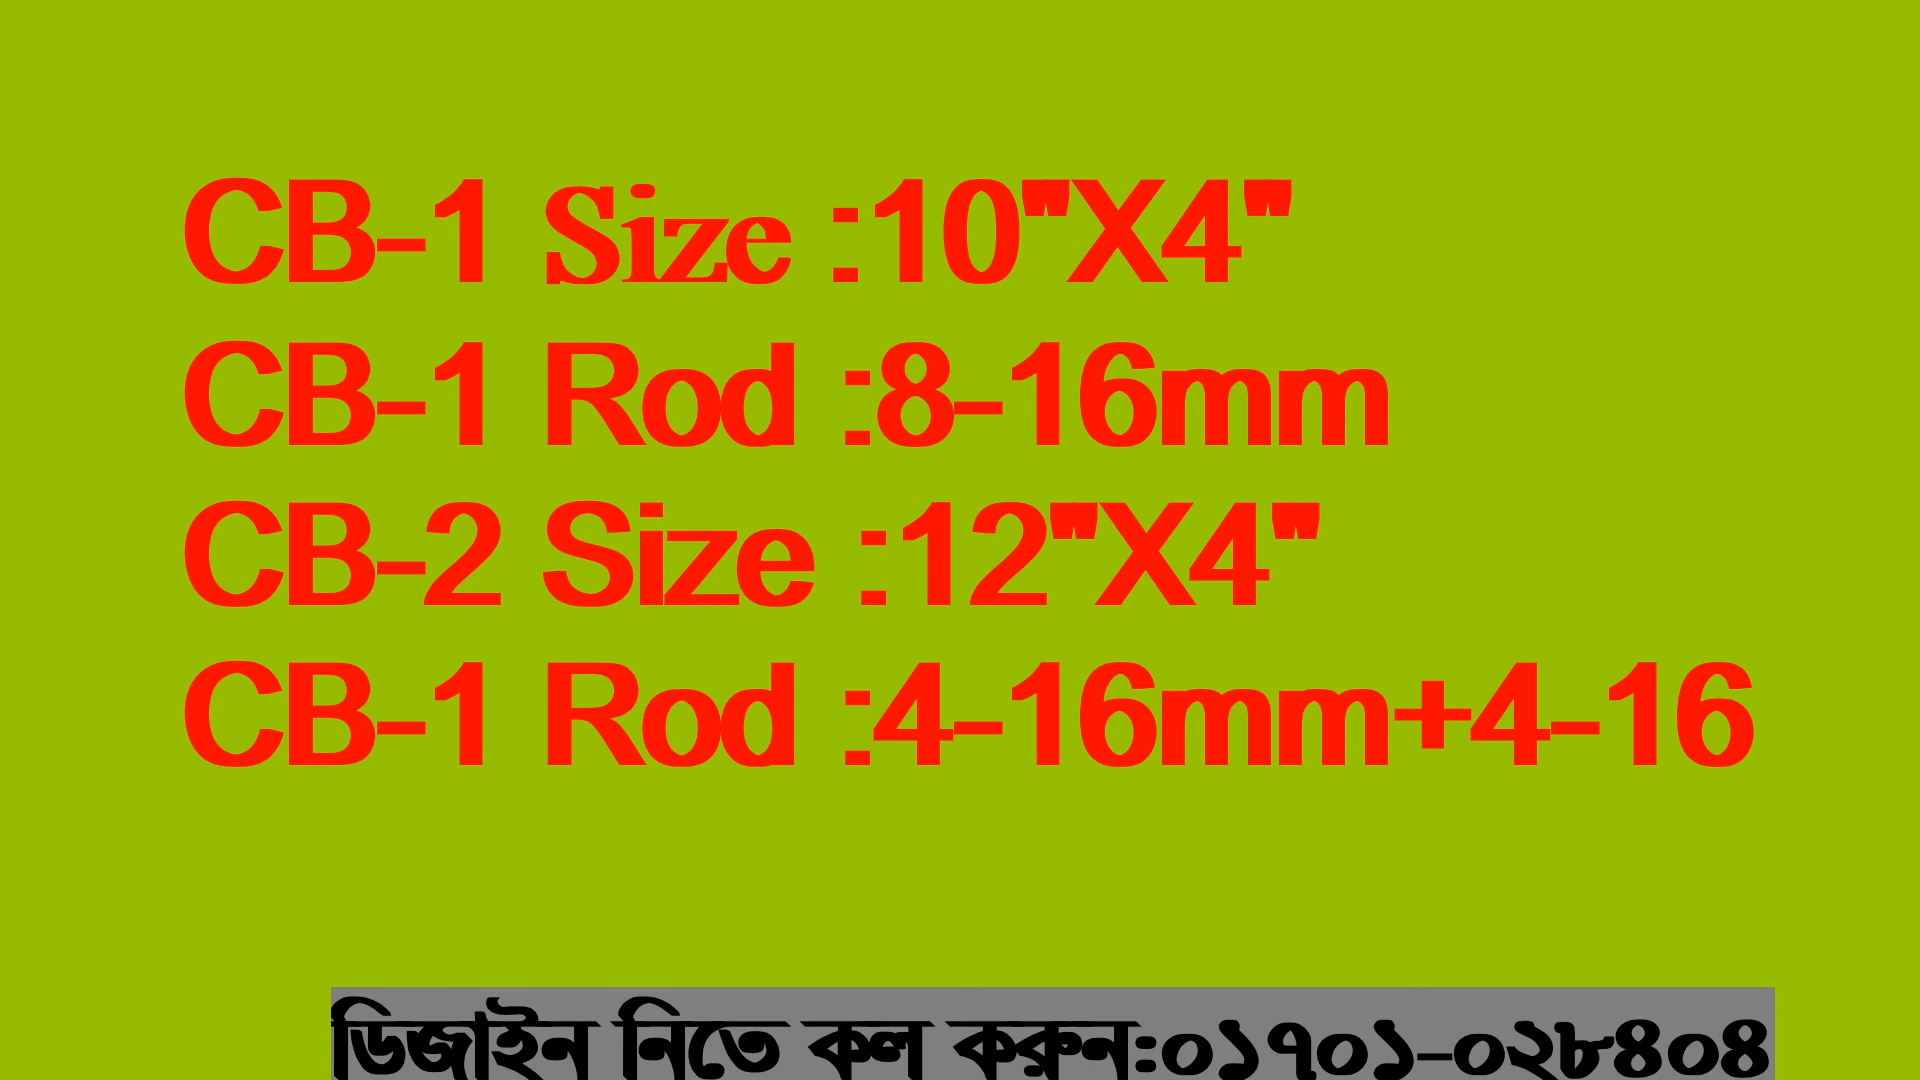 CB-1 Size :10"X4"
CB-1 Rod :8-16mm
CB-2 Size :12"X4"
CB-1 Rod :4-16mm+4-16
ডিজাইন নিতে কল করুন:০১৭০১-০২৮৪০৪